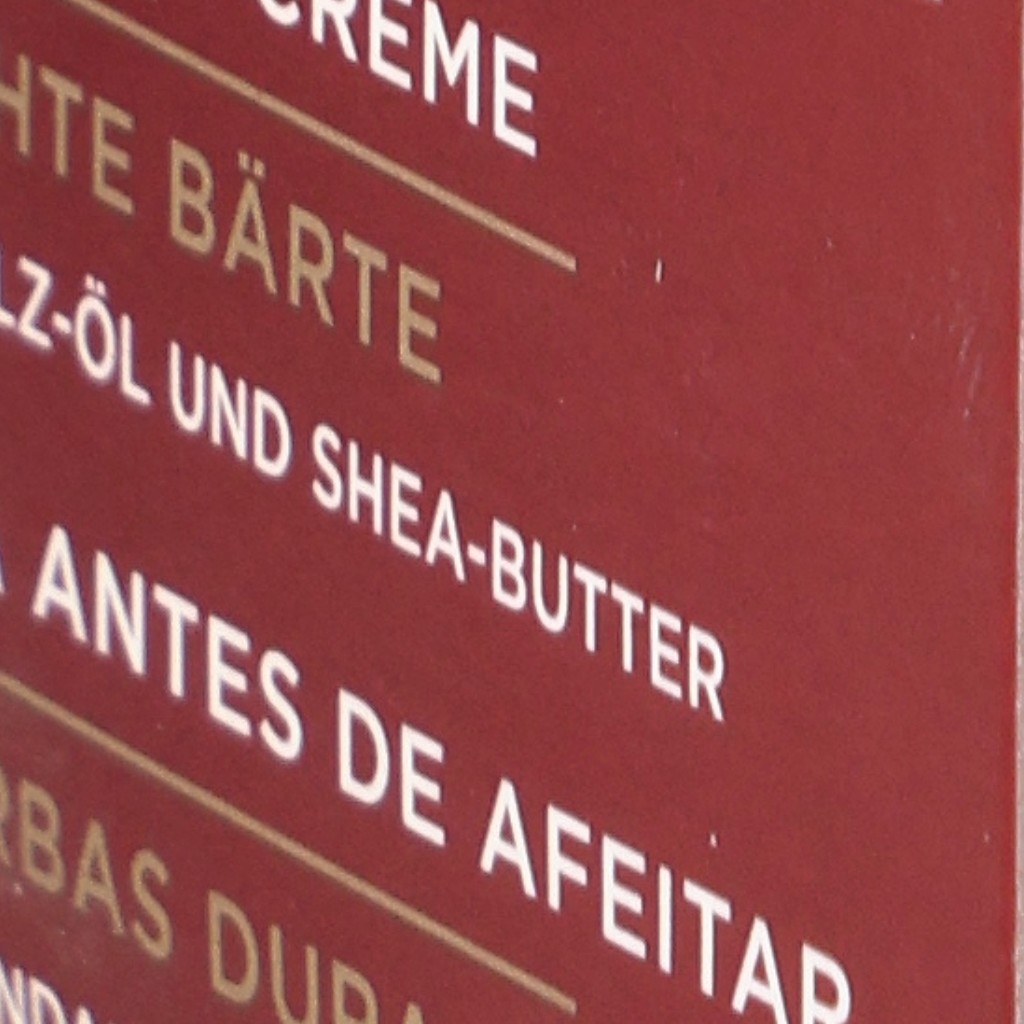 CREME
HTE BÄRTE
LZ-ÖL UND SHEA-BUTTER
ANTES DE AFEITAR
RBAS DURA